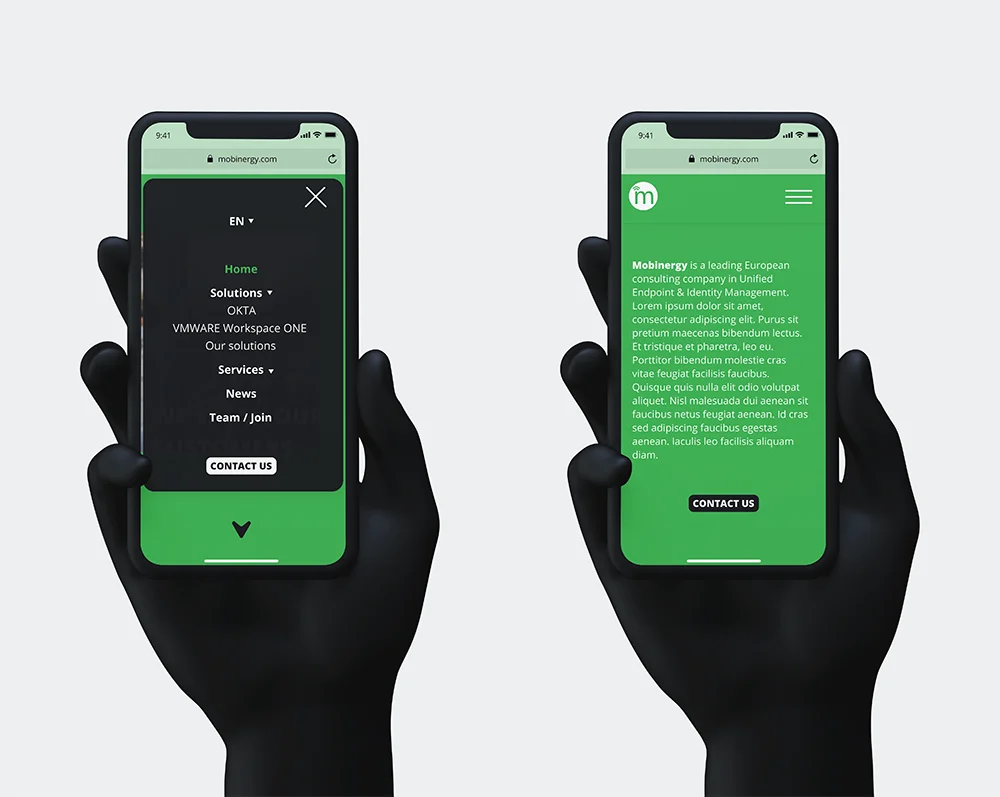 9:41
mobinergy.com
EN
Home
Solutions
OKTA
VMWARE Workspace ONE
Our solutions
Services
News
Team / Join
CONTACT US
9:41
mobinergy.com
m
Mobinergy is a leading European
consulting company in Unified
Endpoint & Identity Management.
Lorem ipsum dolor sit amet,
consectetur adipiscing elit. Purus sit
pretium maecenas bibendum lectus.
Et tristique et pharetra, leo eu.
Porttitor bibendum molestie cras
vitae feugiat facilisis faucibus.
Quisque quis nulla elit odio volutpat
aliquet. Nisl malesuada dui aenean sit
faucibus netus feugiat aenean. Id cras
sed adipiscing faucibus egestas
aenean. Iaculis leo facilisis aliquam
diam.
CONTACT US